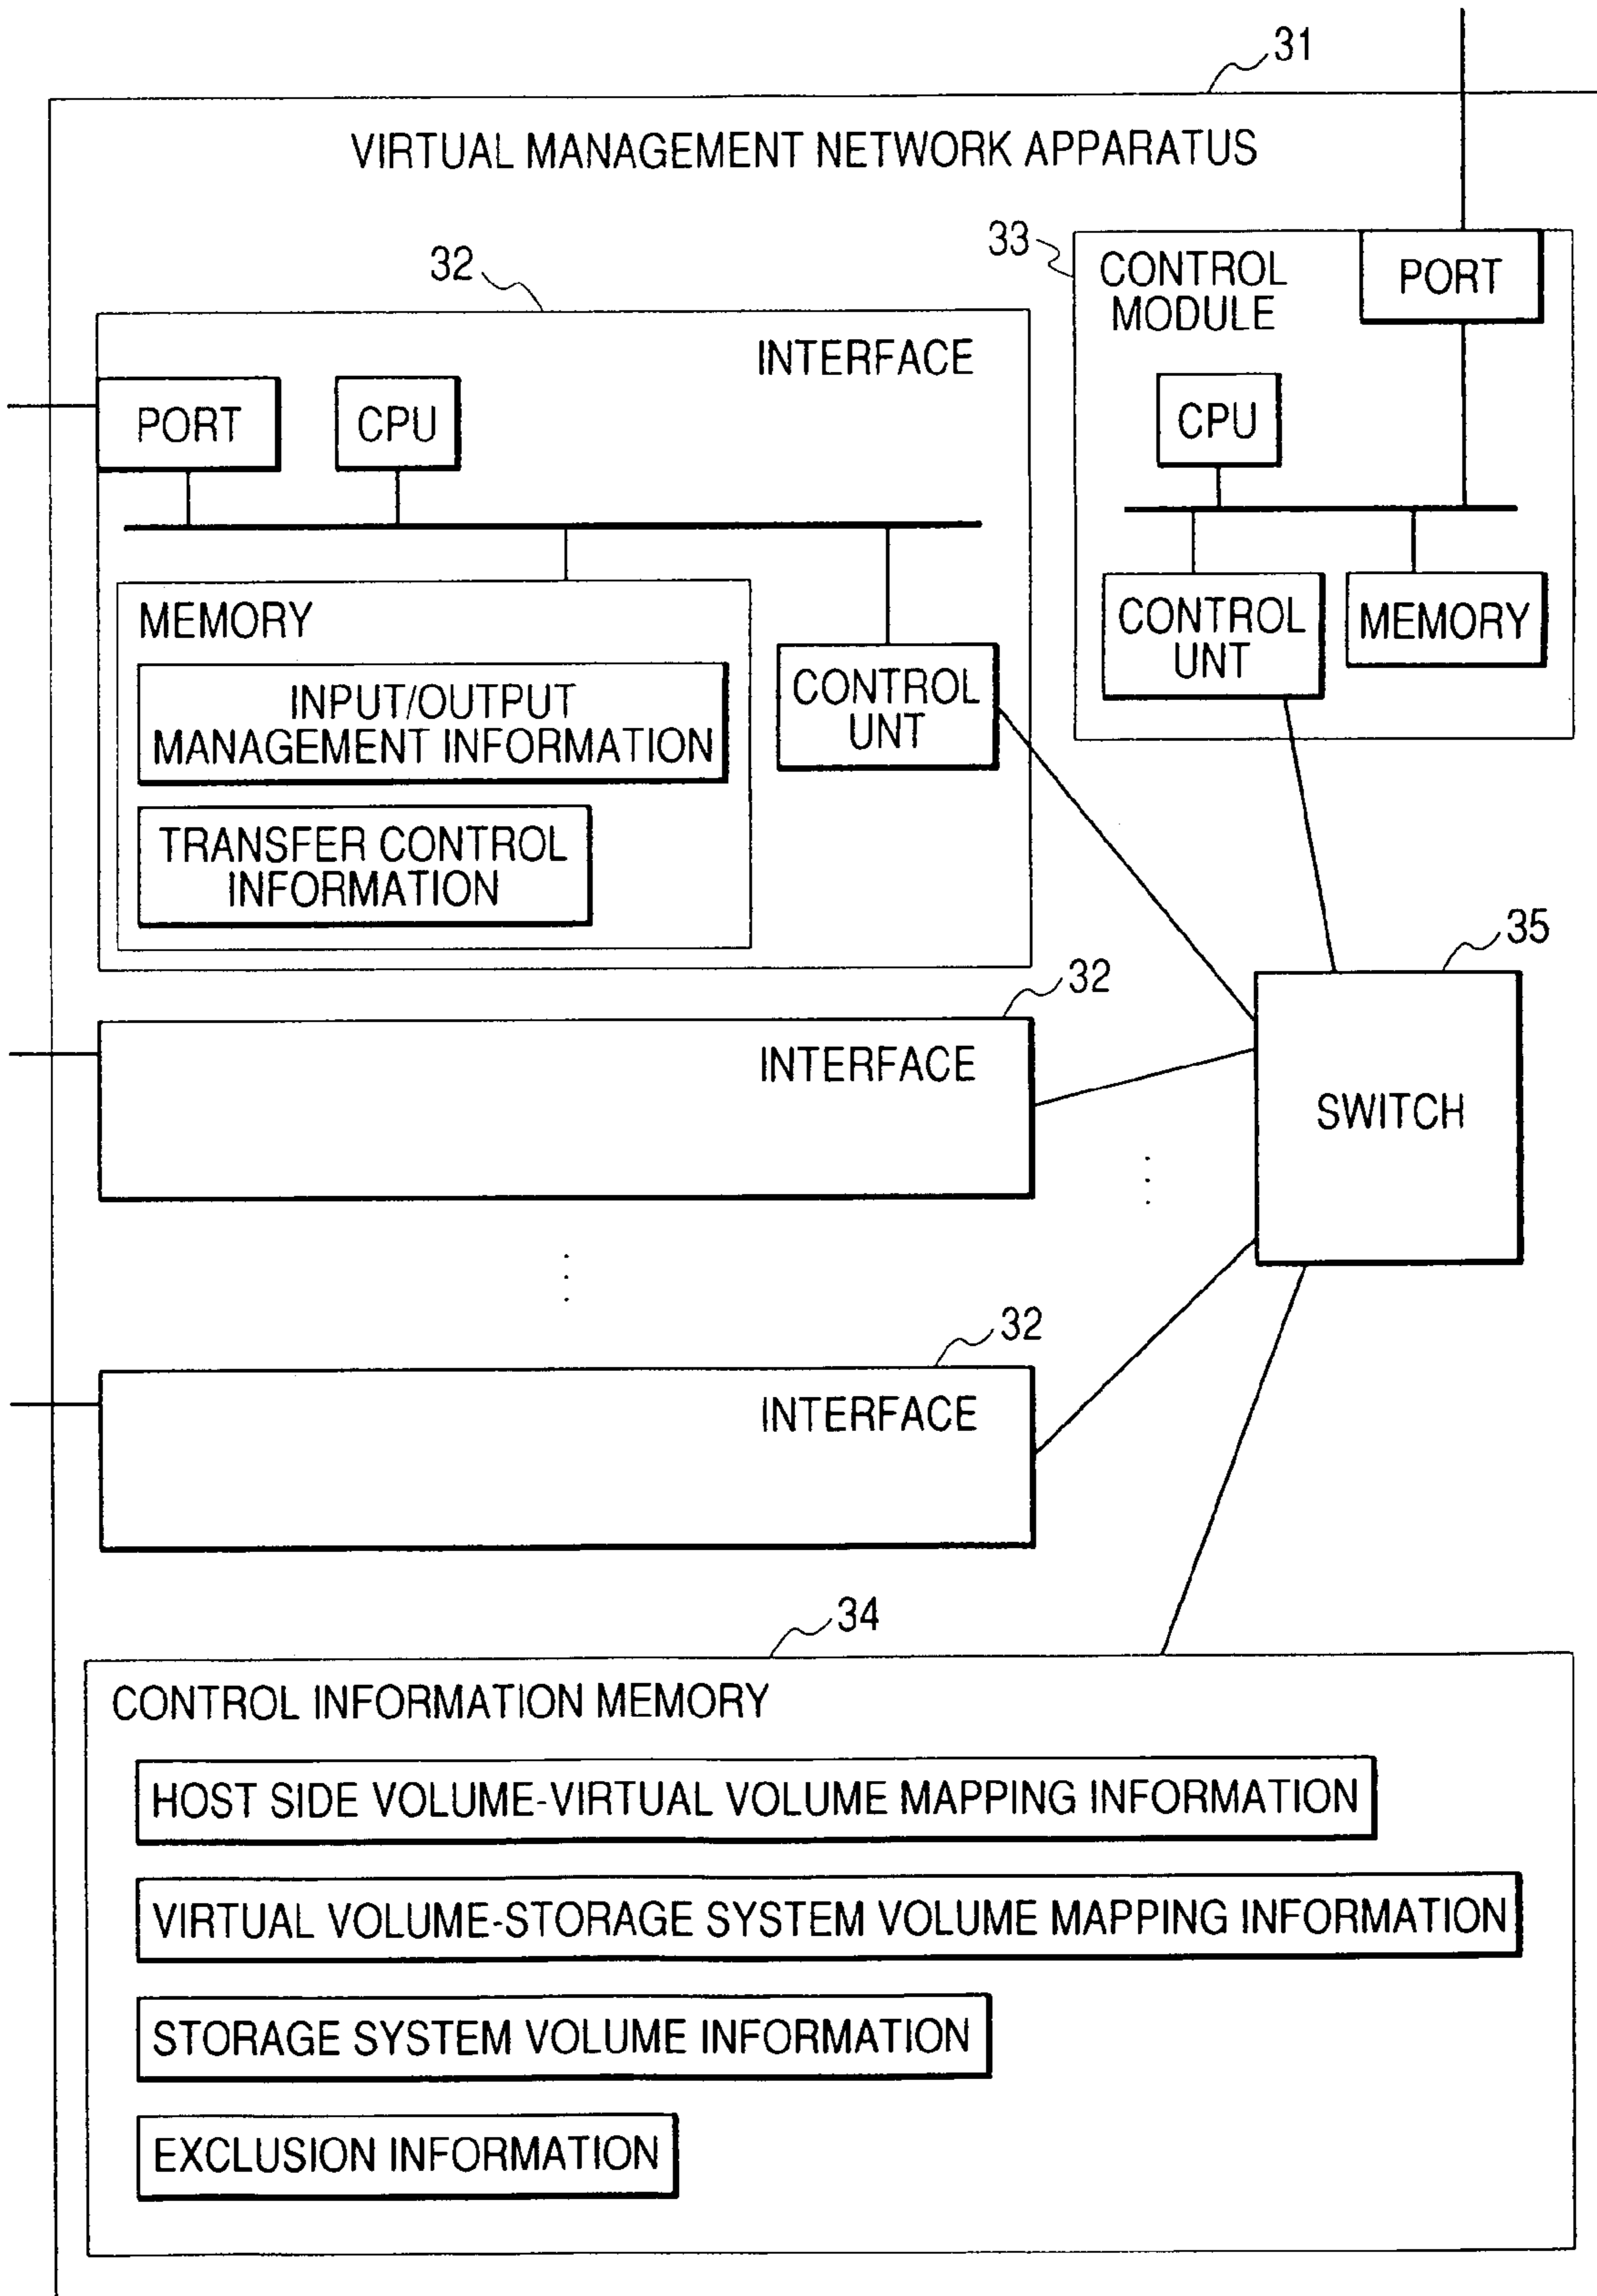 31
VIRTUAL MANAGEMENT NETWORK APPARATUS
33
CONTROL
MODULE
PORT
CPU
CONTROL
UNT
MEMORY
32
INTERFACE
PORT
CPU
MEMORY
INPUT/OUTPUT
MANAGEMENT INFORMATION
TRANSFER CONTROL
INFORMATION
CONTROL
UNT
35
SWITCH
32
INTERFACE
32
INTERFACE
34
CONTROL INFORMATION MEMORY
HOST SIDE VOLUME-VIRTUAL VOLUME MAPPING INFORMATION
VIRTUAL VOLUME-STORAGE SYSTEM VOLUME MAPPING INFORMATION
STORAGE SYSTEM VOLUME INFORMATION
EXCLUSION INFORMATION